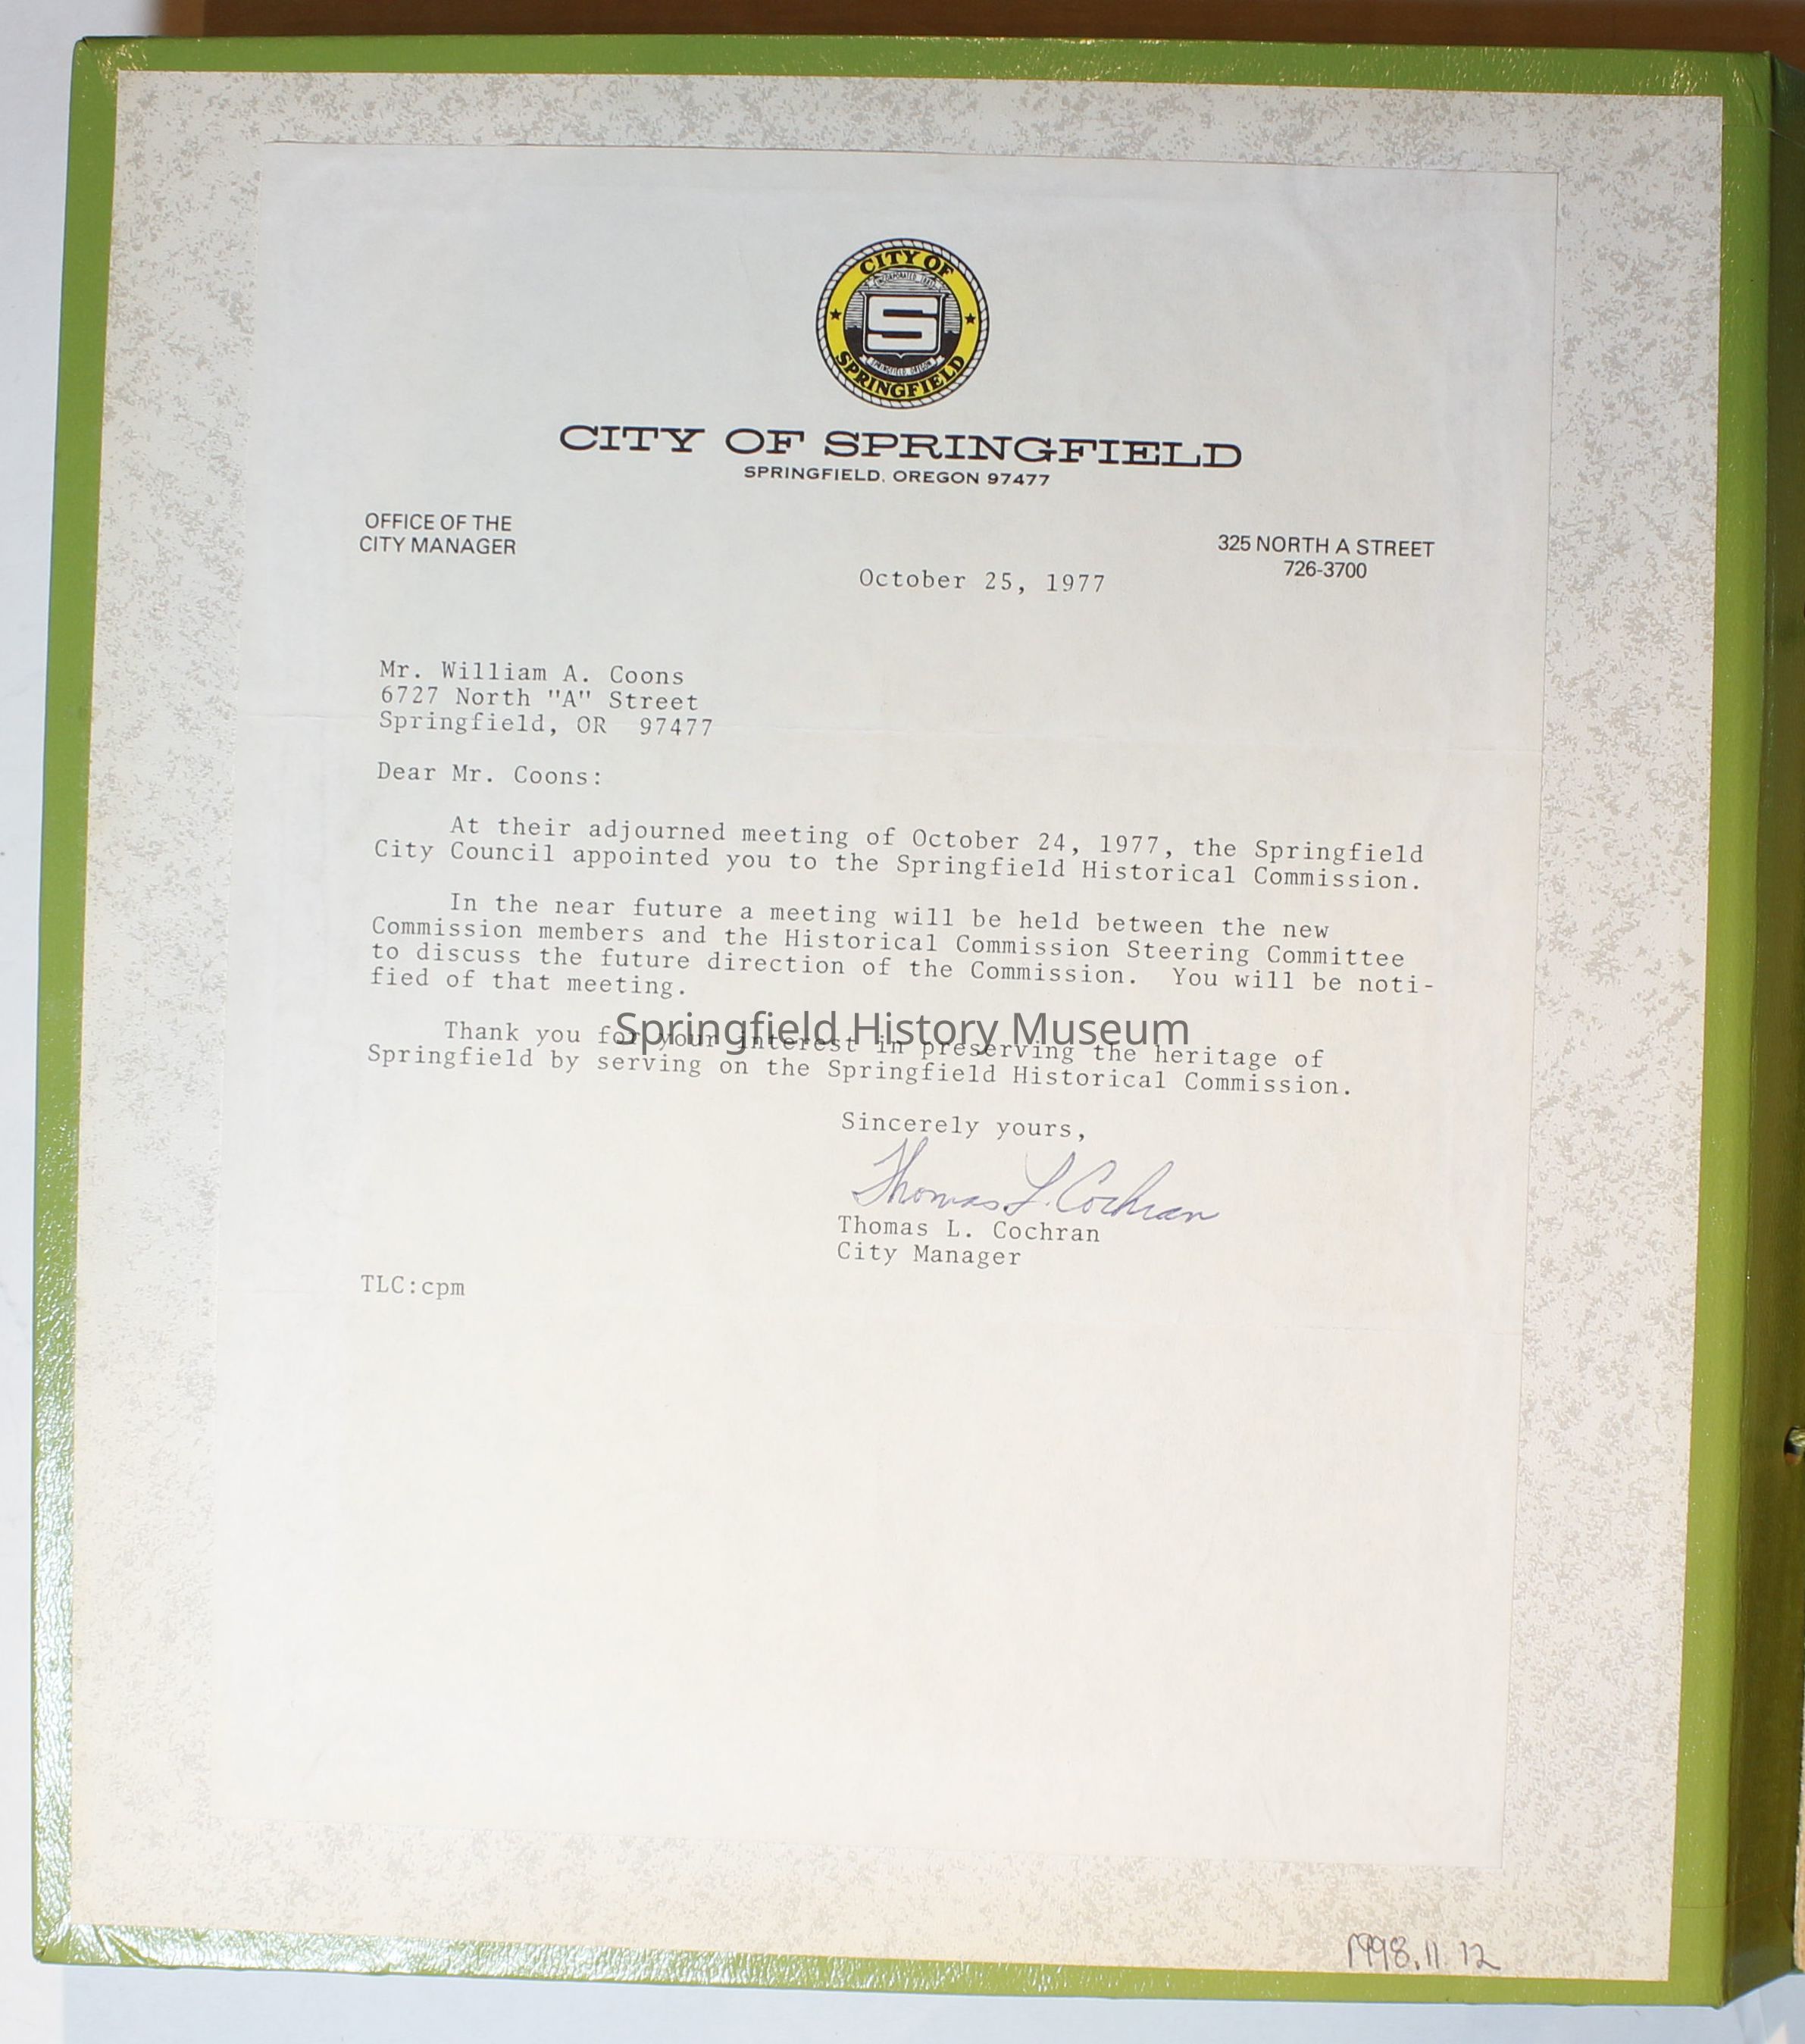 CITY OF
INCORPORATED 1885
S
SPRINGFIELD, OREGON
SPRINGFIELD
CITY OF SPRINGFIELD
SPRINGFIELD, OREGON 97477
OFFICE OF THE
CITY MANAGER
325 NORTH A STREET
726-3700
October 25, 1977
Mr. William A. Coons
6727 North "A" Street
Springfield, OR 97477
Dear Mr. Coons:
At their adjourned meeting of October 24, 1977, the Springfield
City Council appointed you to the Springfield Historical Commission.
In the near future a meeting will be held between the new
Commission members and the Historical Commission Steering Committee
to discuss the future direction of the Commission. You will be noti-
fied of that meeting.
Springfield History Museum
Thank you for your interest in preserving the heritage of
Springfield by serving on the Springfield Historical Commission.
Sincerely yours,
Thomas L. Cochran
Thomas L. Cochran
City Manager
TLC:cpm
1998.11.12